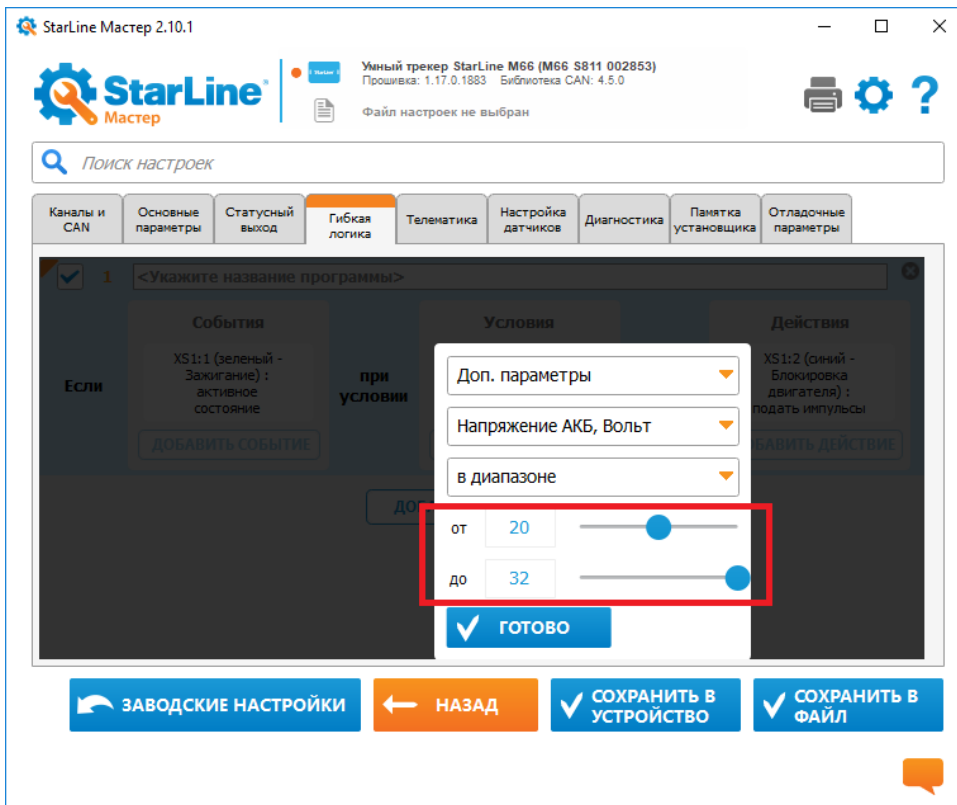 StarLine Мастер 2.10.1
StarLine
Мастер
Умный трекер StarLine M66 (M66 S811 002853)
Прошивка: 1.17.0.1883 Библиотека CAN: 4.5.0
Файл настроек не выбран
?
Поиск настроек
Каналы и CAN
Основные параметры
Статусный выход
Гибкая логика
Телематика
Настройка датчиков
Диагностика
Памятка установщика
Отладочные параметры
1 <Укажите название программы>
События
Условия
Действия
Если
XS1:1 (зеленый -
Зажигание) :
активное
состояние
при
условии
XS1:2 (синий -
Блокировка
двигателя) :
подать импульсы
ДОБАВИТЬ СОБЫТИЕ
БАВИТЬ ДЕЙСТВИЕ
Доп. параметры
Напряжение АКБ, Вольт
в диапазоне
от 20
до 32
ГОТОВО
ЗАВОДСКИЕ НАСТРОЙКИ
НАЗАД
СОХРАНИТЬ В
УСТРОЙСТВО
СОХРАНИТЬ В
ФАЙЛ